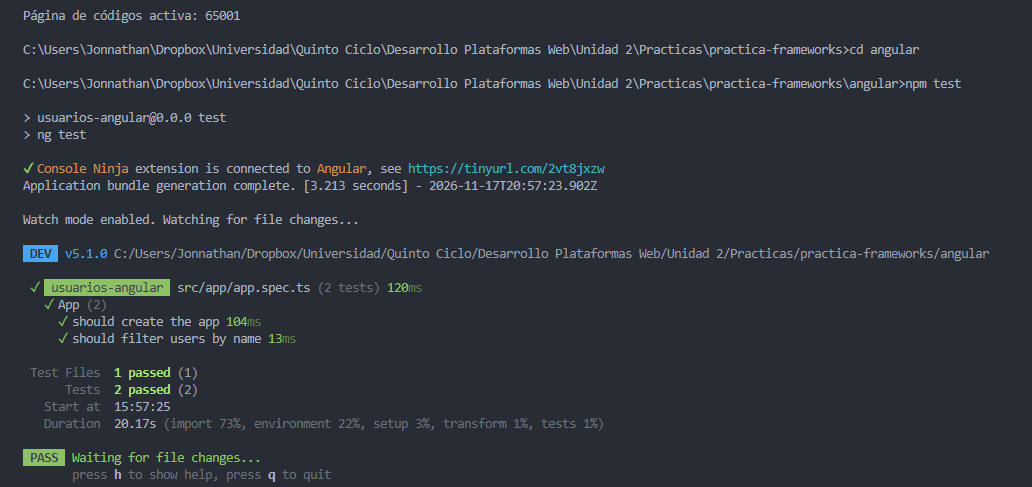 Página de códigos activa: 65001
C:\Users\Jonnathan\Dropbox\Universidad\Quinto Ciclo\Desarrollo Plataformas Web\Unidad 2\Practicas\practica-frameworks>cd angular
C:\Users\Jonnathan\Dropbox\Universidad\Quinto Ciclo\Desarrollo Plataformas Web\Unidad 2\Practicas\practica-frameworks\angular>npm test
> usuarios-angular@0.0.0 test
> ng test
✓ Console Ninja extension is connected to Angular, see https://tinyurl.com/2vt8jxzw
Application bundle generation complete. [3.213 seconds] - 2026-11-17T20:57:23.902Z
Watch mode enabled. Watching for file changes...
DEV v5.1.0 C:/Users/Jonnathan/Dropbox/Universidad/Quinto Ciclo/Desarrollo Plataformas Web/Unidad 2/Practicas/practica-frameworks/angular
✓ usuarios-angular src/app/app.spec.ts (2 tests) 120ms
✓ App (2)
✓ should create the app 104ms
✓ should filter users by name 13ms
Test Files 1 passed (1)
Tests 2 passed (2)
Start at 15:57:25
Duration 20.17s (import 73%, environment 22%, setup 3%, transform 1%, tests 1%)
PASS Waiting for file changes...
press h to show help, press q to quit